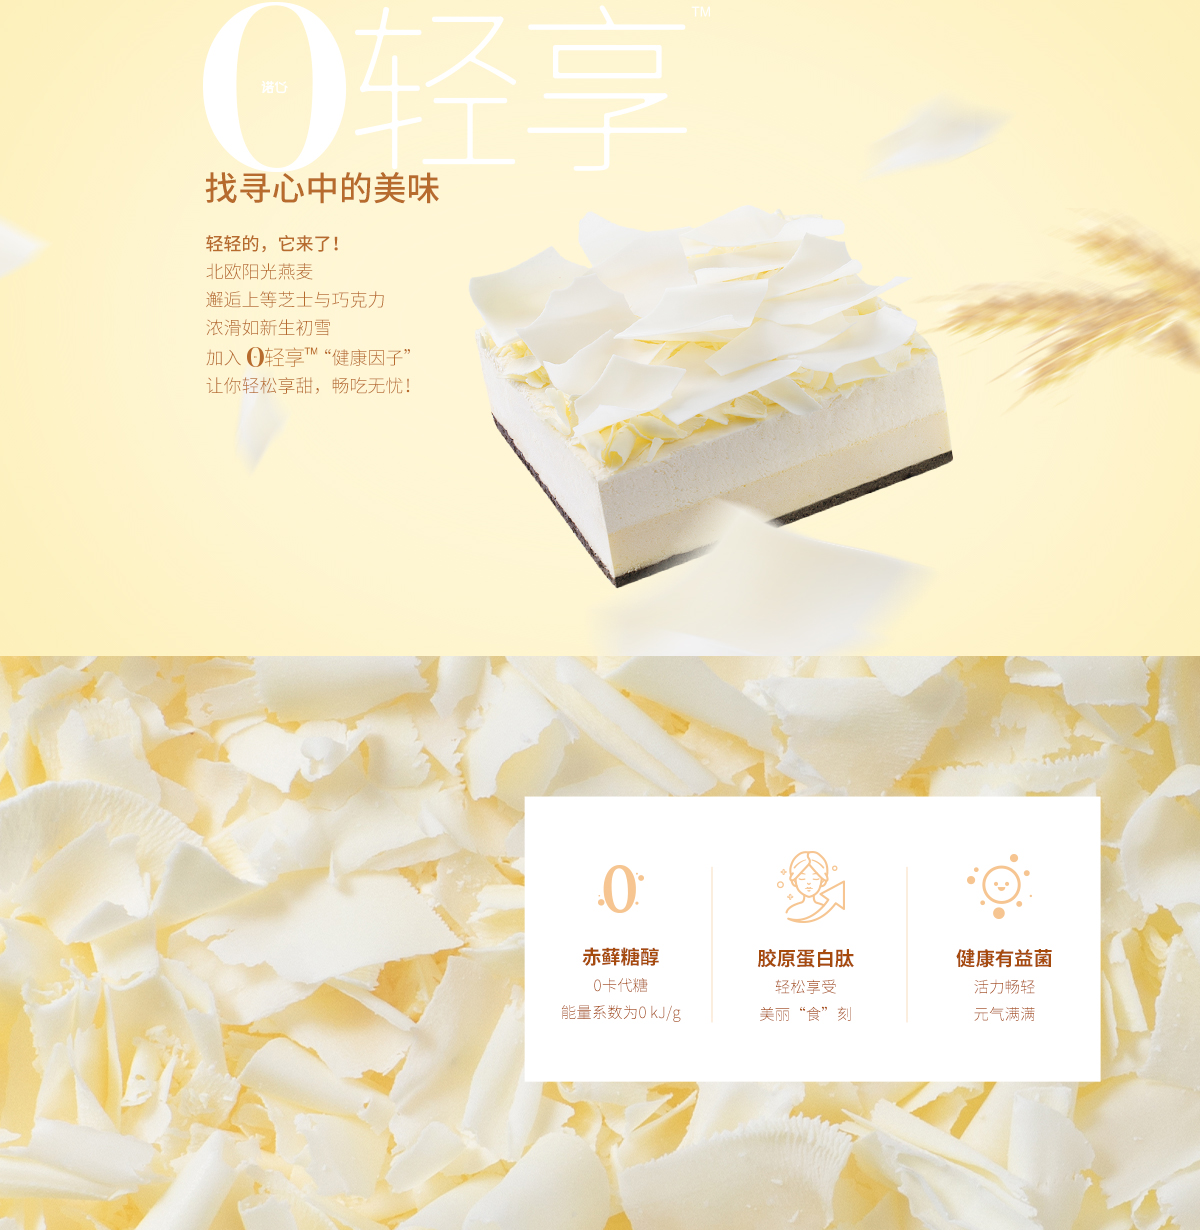 0轻享™
找寻心中的美味
轻轻的，它来了！
北欧阳光燕麦
邂逅上等芝士与巧克力
浓滑如新生初雪
加入 0轻享™ “健康因子”
让你轻松享甜，畅吃无忧！
0
赤藓糖醇
0卡代糖
能量系数为0 kJ/g
胶原蛋白肽
轻松享受
美丽“食”刻
健康有益菌
活力畅轻
元气满满